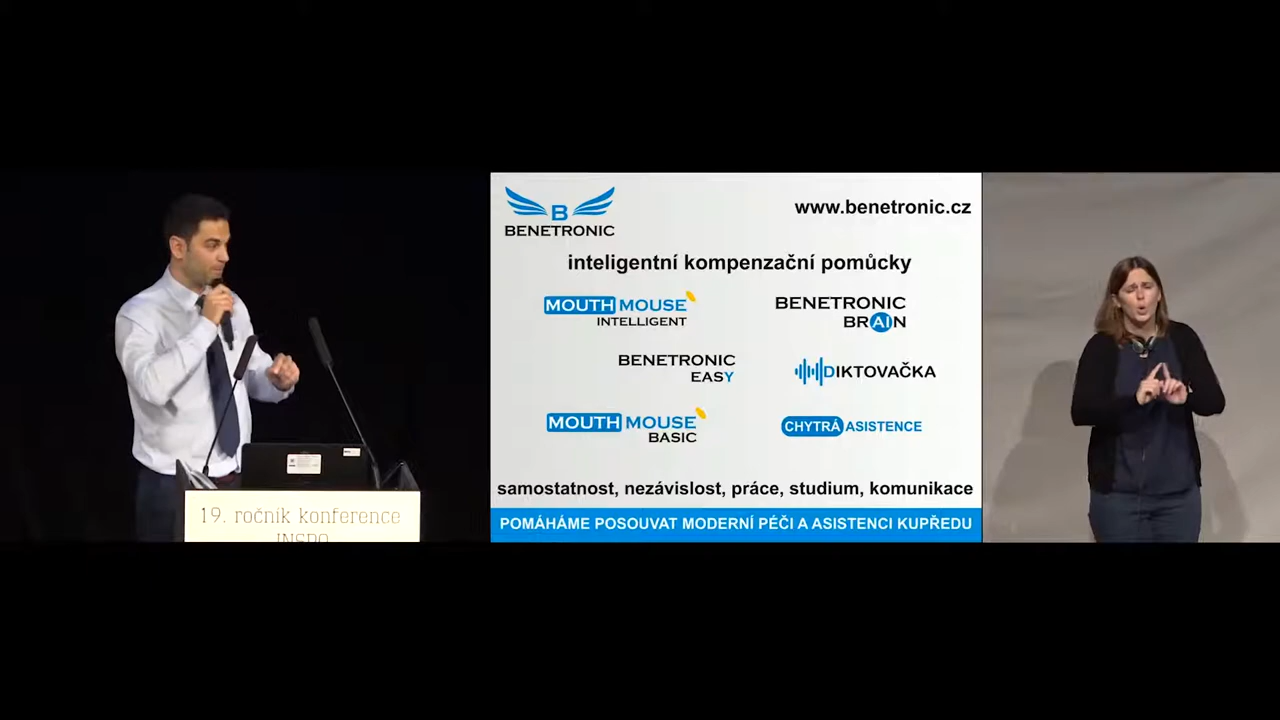 BENETRONIC
www.benetronic.cz
inteligentní kompenzační pomůcky
MOUTH MOUSE
INTELLIGENT
BENETRONIC
BRAIN
BENETRONIC
EASY
DIKTOVAČKA
MOUTH MOUSE
BASIC
CHYTRÁ ASISTENCE
samostatnost, nezávislost, práce, studium, komunikace
POMÁHÁME POSOUVAT MODERNÍ PÉČI A ASISTENCI KUPŘEDU
19. ročník konference
INSPO